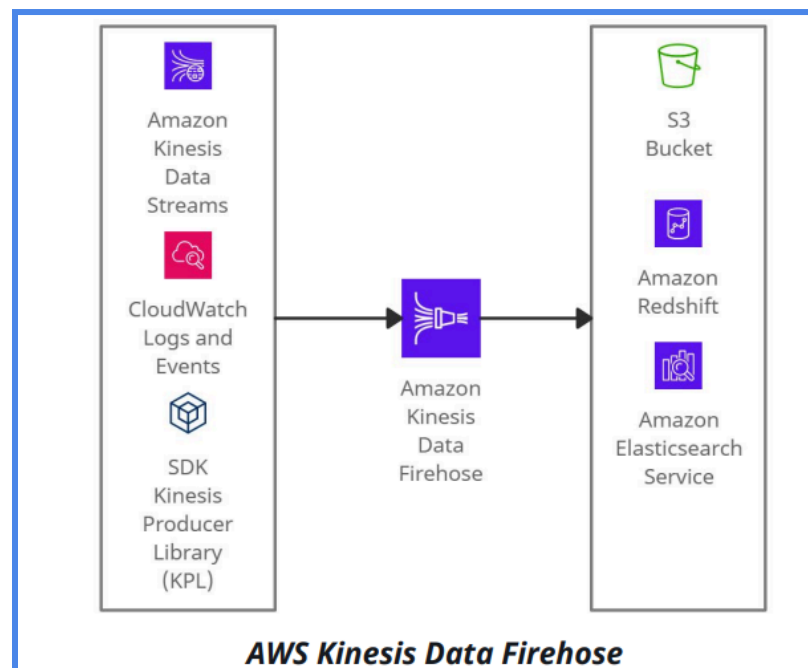 Amazon
Kinesis
Data
Streams
CloudWatch
Logs and
Events
SDK
Kinesis
Producer
Library
(KPL)
Amazon
Kinesis
Data
Firehose
S3
Bucket
Amazon
Redshift
Amazon
Elasticsearch
Service
AWS Kinesis Data Firehose